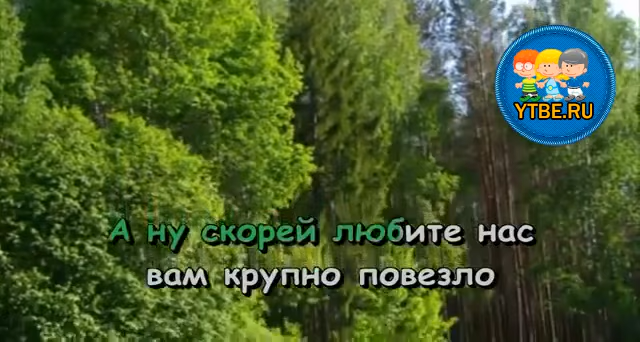 YTBE.RU
А ну скорей любите нас
вам крупно повезло